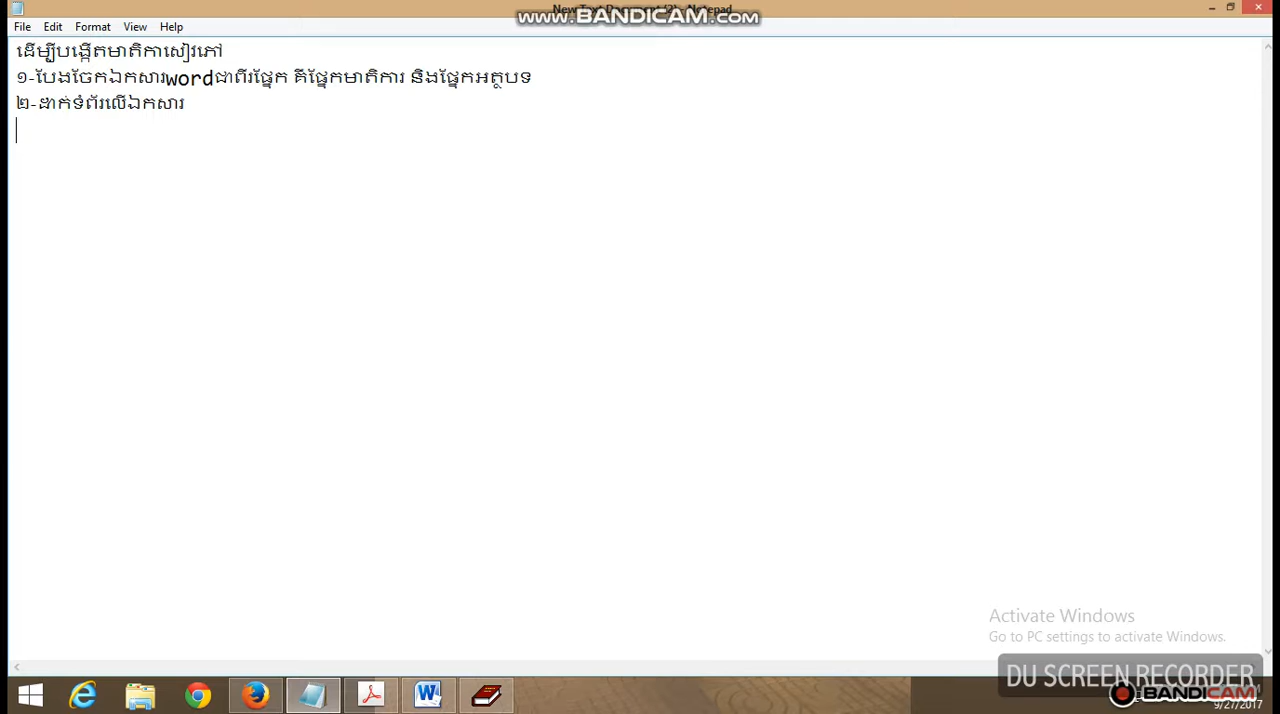 www.BANDICAM.com
File Edit Format View Help
ដើម្បីបង្កើតមាតិកាសៀវភៅ
១-បែងចែកឯកសារwordជាពីរផ្នែក គីផ្នែកមាតិការ និងផ្នែកអត្ថបទ
២-ដាក់ទំព័រលើឯកសារ
Activate Windows
Go to PC settings to activate Windows.
DU SCREEN RECORDER
BANDICAM
9/27/2017